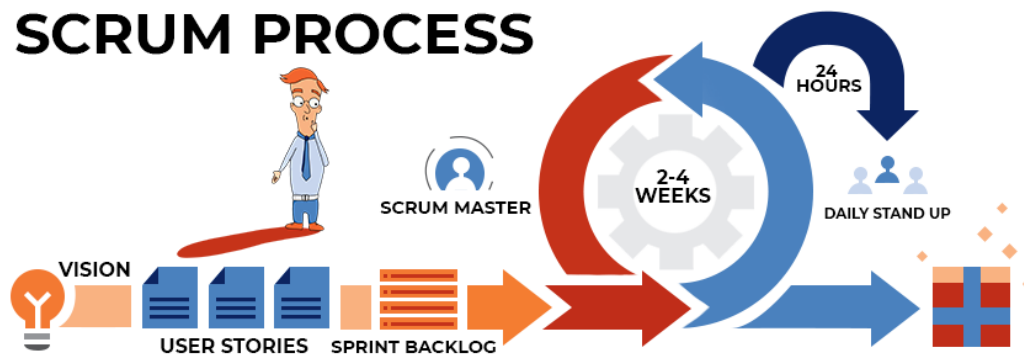 SCRUM PROCESS
24
HOURS
2-4
WEEKS
SCRUM MASTER
DAILY STAND UP
VISION
USER STORIES
SPRINT BACKLOG